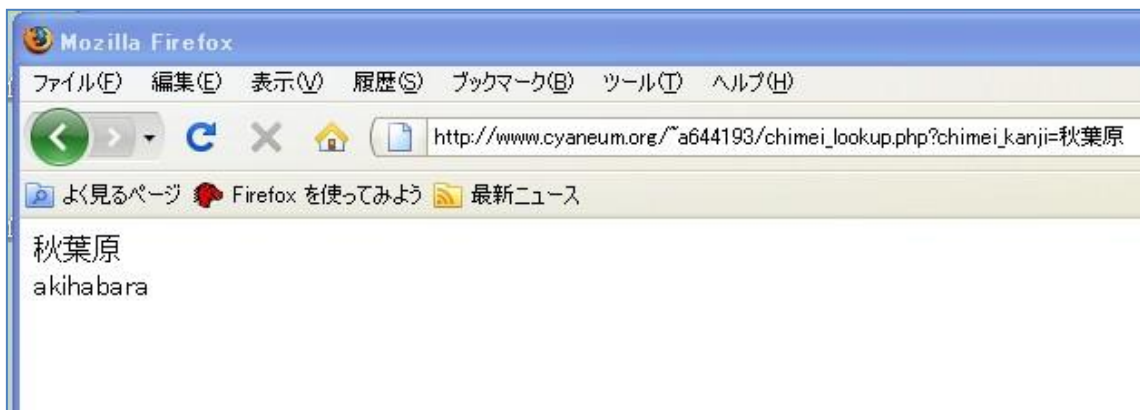 Mozilla Firefox
ファイル(F) 編集(E) 表示(V) 履歴(S) ブックマーク(B) ツール(T) ヘルプ(H)
http://www.cyaneum.org/~a644193/chimei_lookup.php?chimei_kanji=秋葉原
よく見るページ Firefox を使ってみよう 最新ニュース
秋葉原
akihabara